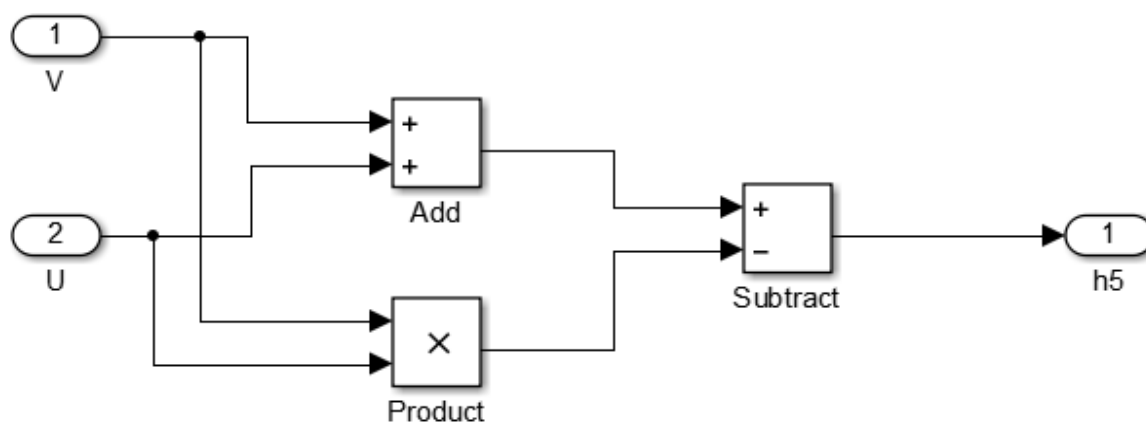 1
V
+
+
Add
2
U
+
−
Subtract
1
h5
×
Product